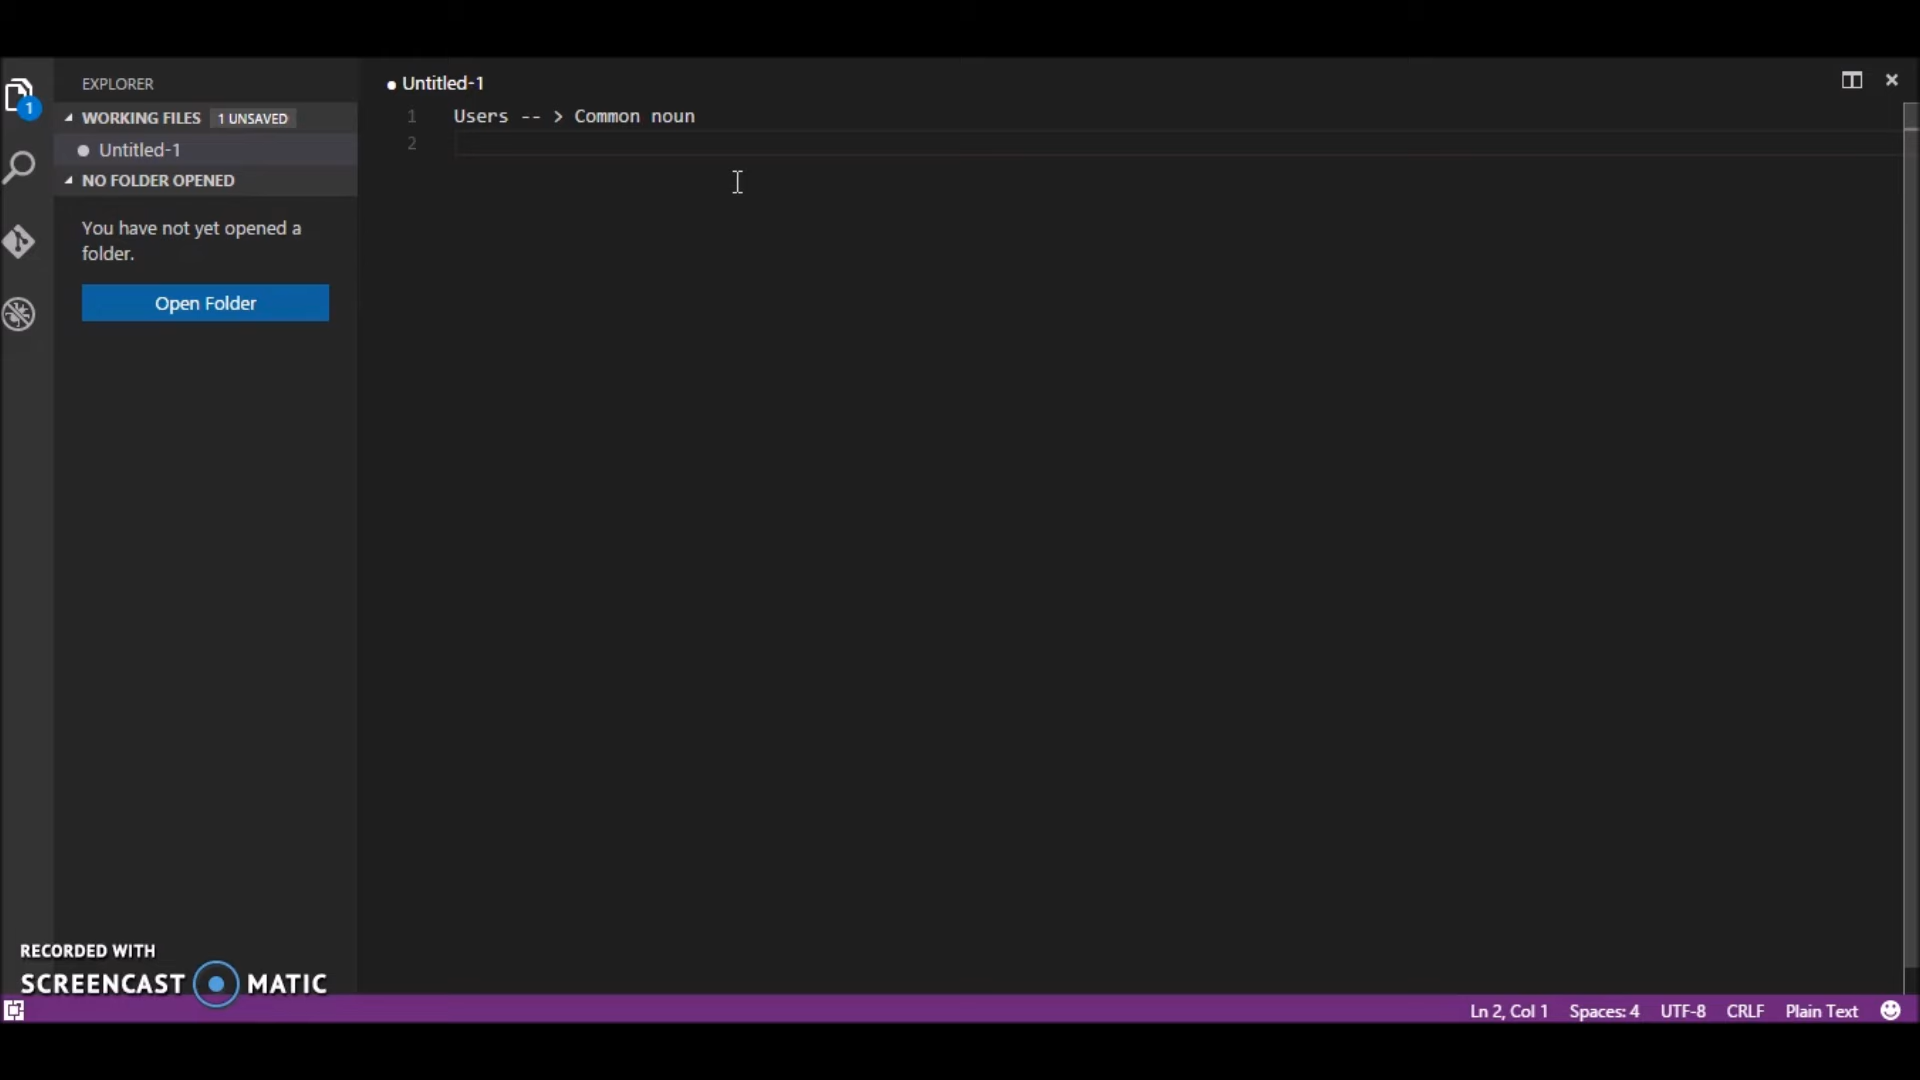 EXPLORER
WORKING FILES 1 UNSAVED
Untitled-1
NO FOLDER OPENED
You have not yet opened a
folder.
Open Folder
1
Untitled-1
1 Users -- > Common noun
2
RECORDED WITH
SCREENCAST MATIC
Ln 2, Col 1 Spaces: 4 UTF-8 CRLF Plain Text